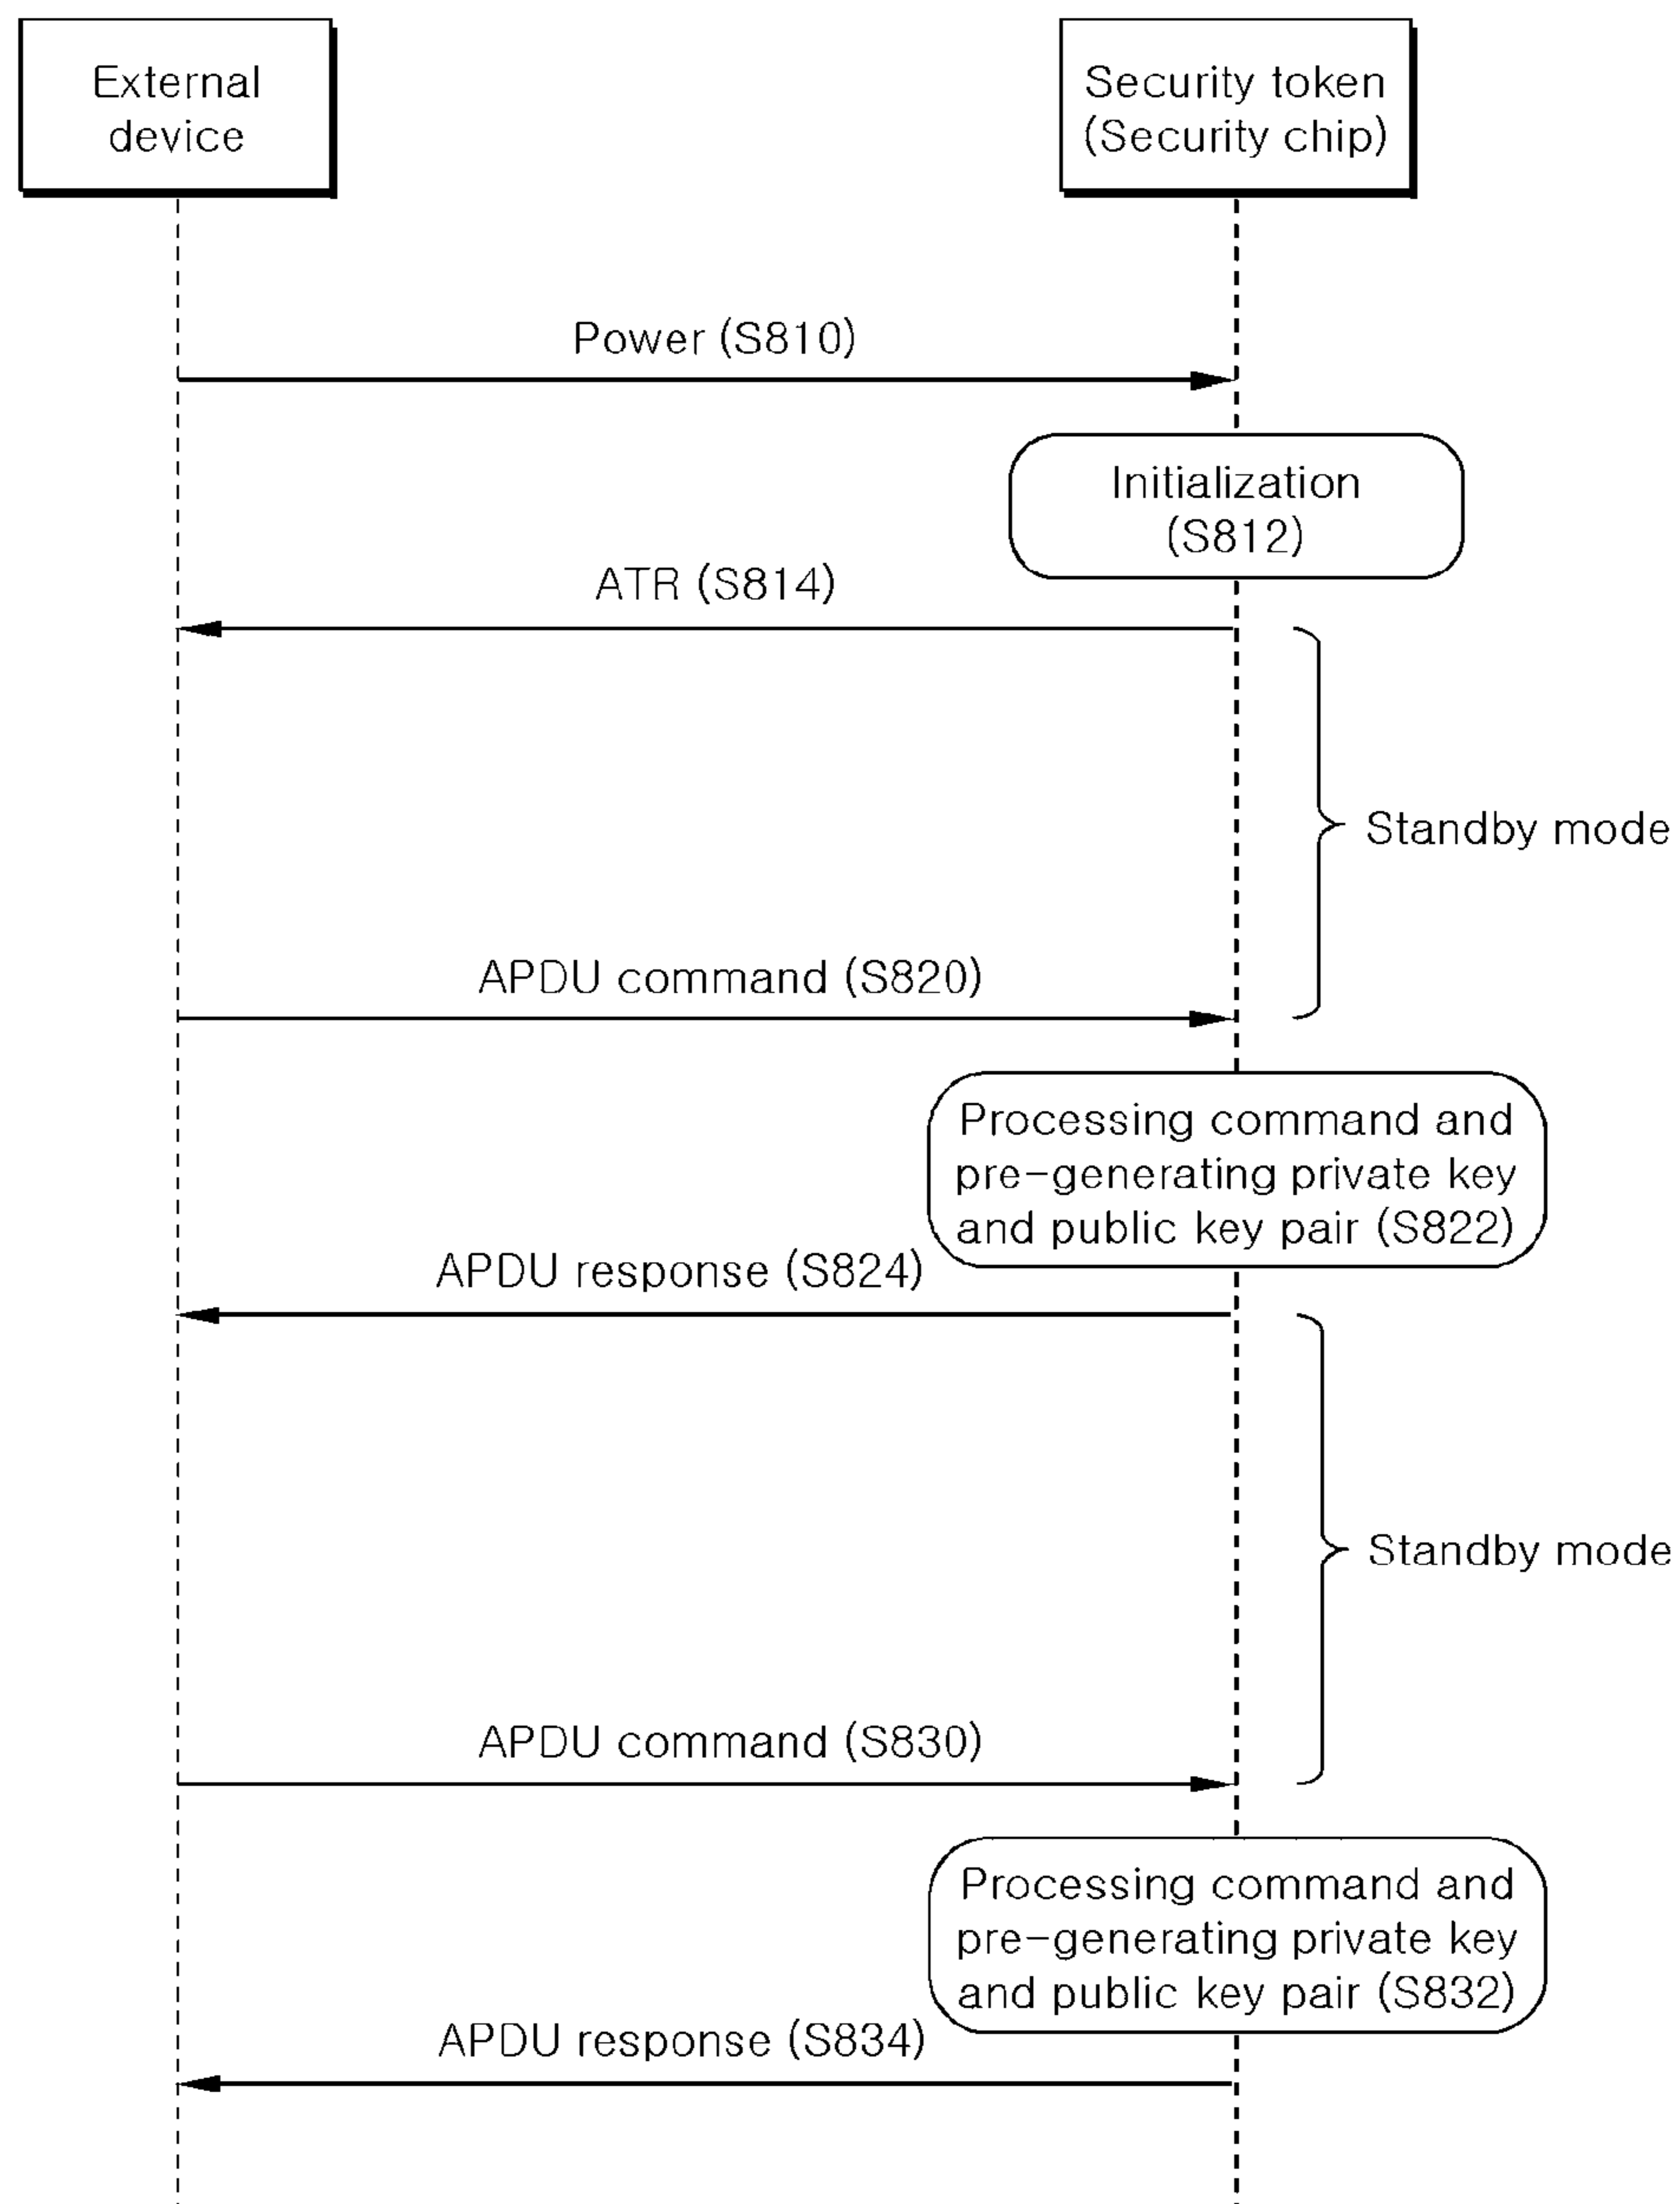 External
device
Security token
(Security chip)
Power (S810)
Initialization
(S812)
ATR (S814)
Standby mode
APDU command (S820)
Processing command and
pre-generating private key
and public key pair (S822)
APDU response (S824)
Standby mode
APDU command (S830)
Processing command and
pre-generating private key
and public key pair (S832)
APDU response (S834)